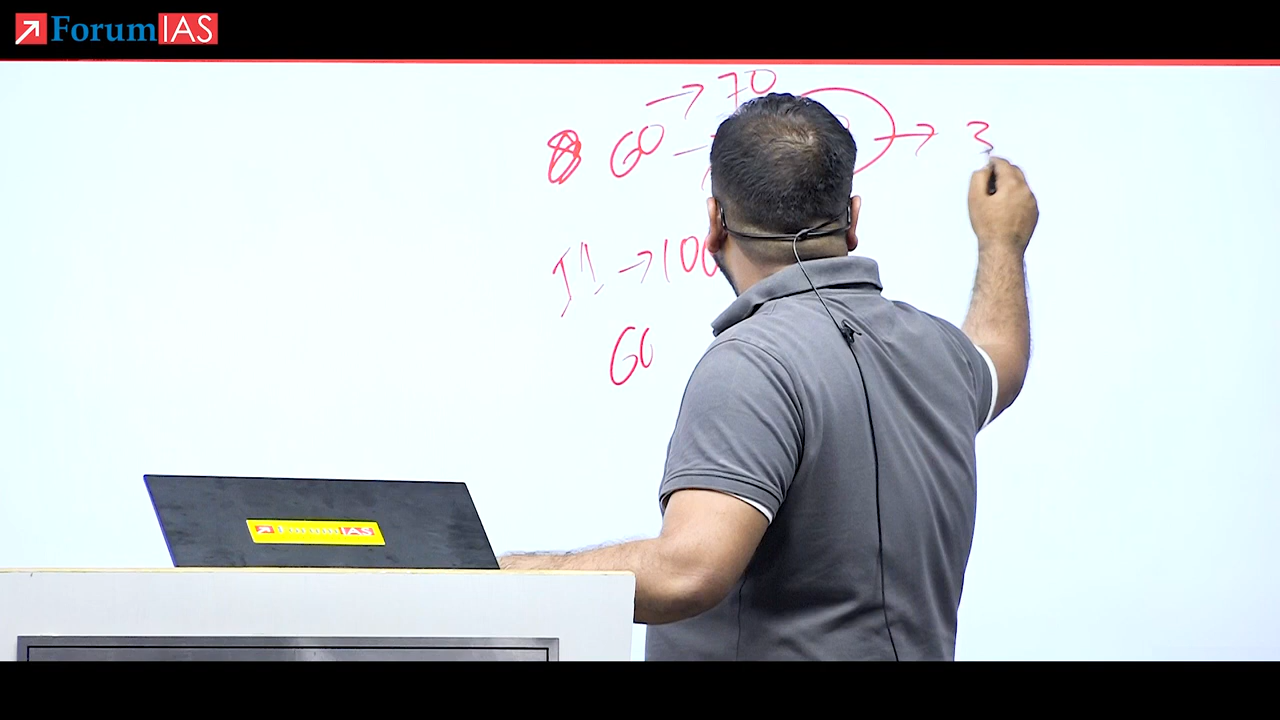 ForumIAS
→ 70
8 60 → → 3
→ 100
60
ForumIAS